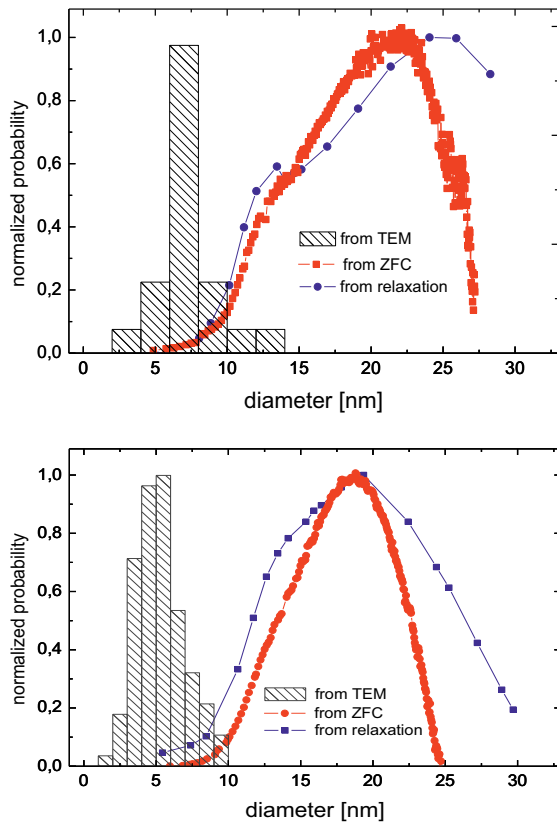 normalized probability
1,0
0,8
0,6
0,4
0,2
0,0
from TEM
from ZFC
from relaxation
0 5 10 15 20 25 30
diameter [nm]
normalized probability
1,0
0,8
0,6
0,4
0,2
0,0
from TEM
from ZFC
from relaxation
0 5 10 15 20 25 30
diameter [nm]